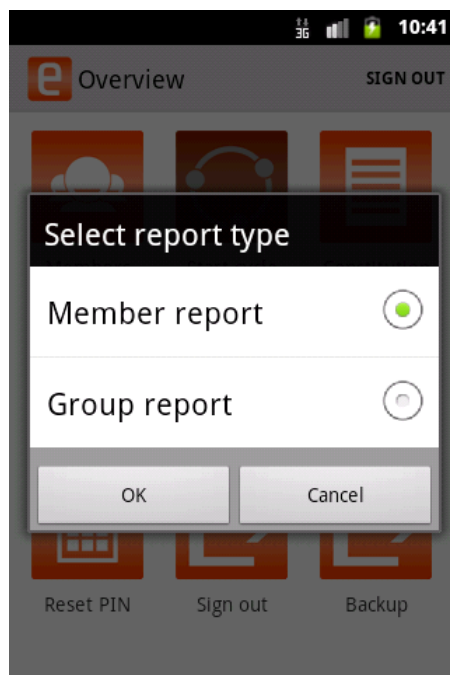 3G 10:41
e Overview SIGN OUT
Select report type
Member report
Group report
OK Cancel
Reset PIN Sign out Backup